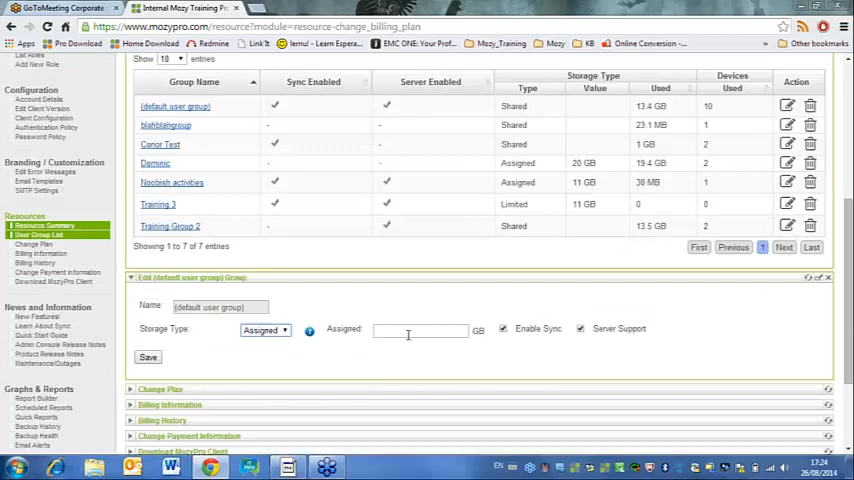 GoToMeeting Corporate
Internal Mozy Training Pr
https://www.mozypro.com/resource?module=resource-change_billing_plan
Apps
Pro Download
Home Download
Redmine
LinkIt
lernu! - Learn Esperan...
EMC ONE: Your Prof...
Mozy_Training
Mozy
KB
Online Conversion -...
Other bookmarks
List Roles
Add New Role
Configuration
Account Details
Edit Client Version
Client Configuration
Authentication Policy
Password Policy
Branding / Customization
Edit Error Messages
Email Templates
SMTP Settings
Resources
Resource Summary
User Group List
Change Plan
Billing Information
Billing History
Change Payment Information
Download MozyPro Client
News and Information
New Features!
Learn About Sync
Quick Start Guide
Admin Console Release Notes
Product Release Notes
Maintenance/Outages
Graphs & Reports
Report Builder
Scheduled Reports
Quick Reports
Backup History
Backup Health
Email Alerts
Show 10 entries
Group Name Sync Enabled Server Enabled Storage Type Devices Action
Type Value Used Used
(default user group) Shared 13.4 GB 10
blahblahgroup - - Shared 23.1 MB 1
Conor Test - Shared 1 GB 2
Dominic - - Assigned 20 GB 19.4 GB 2
Noobish activities Assigned 11 GB 30 MB 1
Training 3 Limited 11 GB 0 0
Training Group 2 - Shared 13.5 GB 2
Showing 1 to 7 of 7 entries
First Previous 1 Next Last
Edit (default user group) Group
Name: (default user group)
Storage Type: Assigned ? Assigned: GB Enable Sync Server Support
Save
Change Plan
Billing Information
Billing History
Change Payment Information
Download MozyPro Client
EN
17:24
26/08/2014